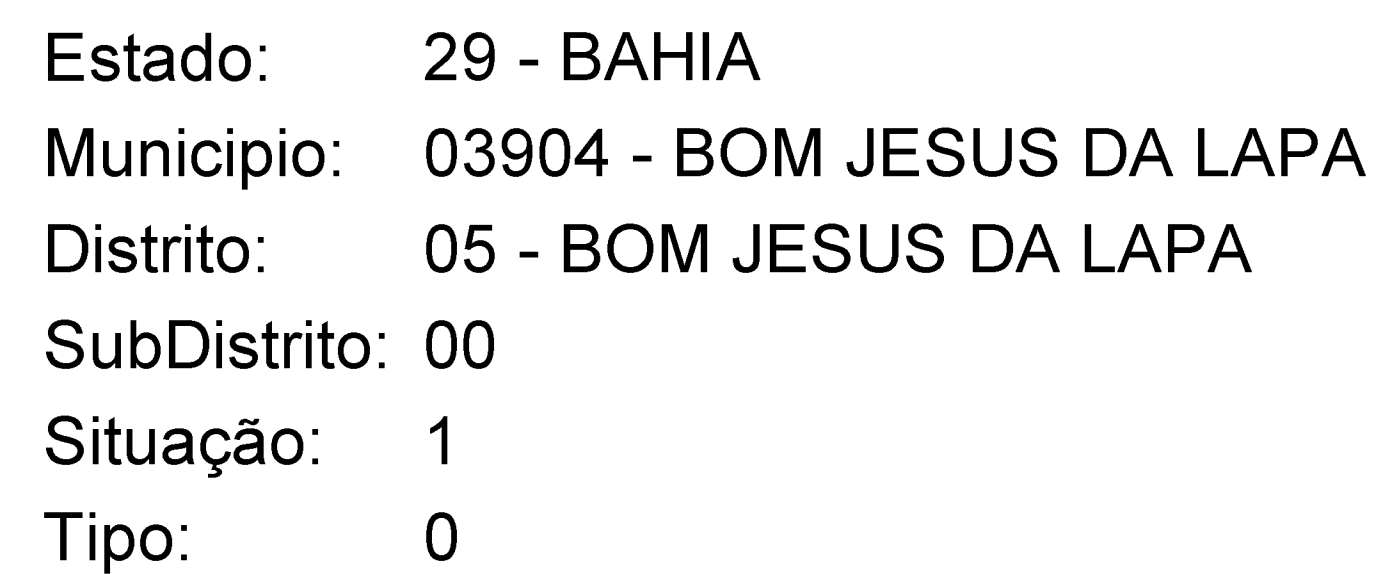 Estado: 29 - BAHIA
Municipio: 03904 - BOM JESUS DA LAPA
Distrito: 05 - BOM JESUS DA LAPA
SubDistrito: 00
Situação: 1
Tipo: 0